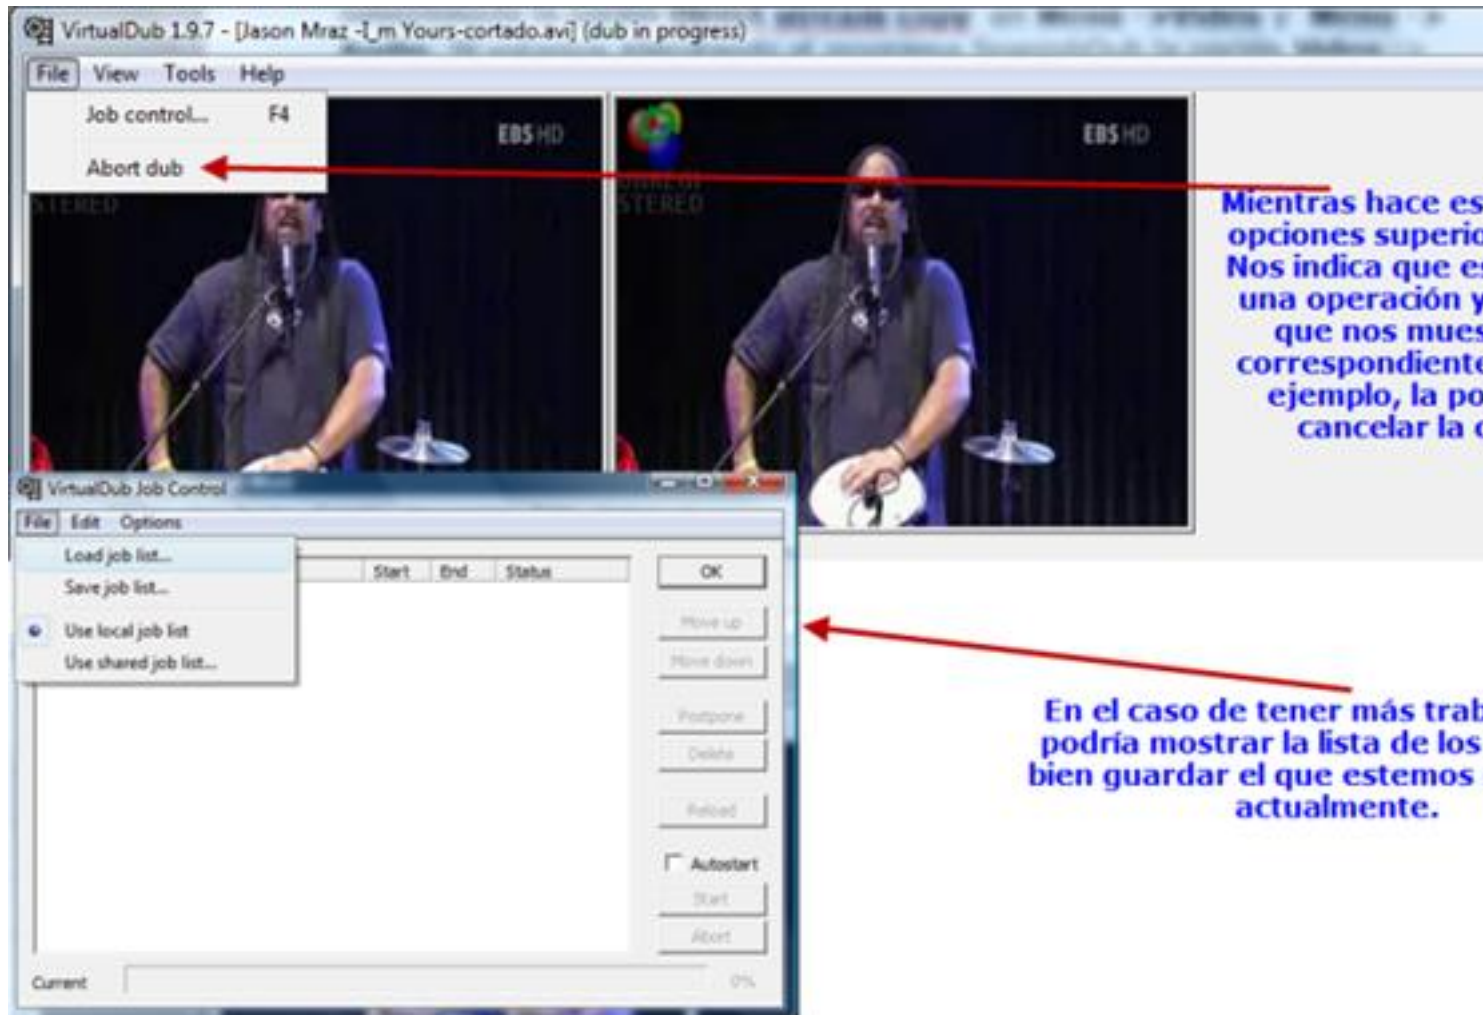 VirtualDub 1.9.7 - [Jason Mraz -I_m Yours-cortado.avi] (dub in progress)
File View Tools Help
Job control... F4
Abort dub
EBS HD
EBS HD
STERED
STERED
Mientras hace es
opciones superio
Nos indica que es
una operación y
que nos mues
correspondiente
ejemplo, la po
cancelar la
VirtualDub Job Control
File Edit Options
Load job list...
Save job list...
Use local job list
Use shared job list...
Start End Status
OK
Move up
Move down
Postpone
Delete
Reload
Autostart
Start
Abort
Current 0%
En el caso de tener más trab
podría mostrar la lista de los
bien guardar el que estemos
actualmente.